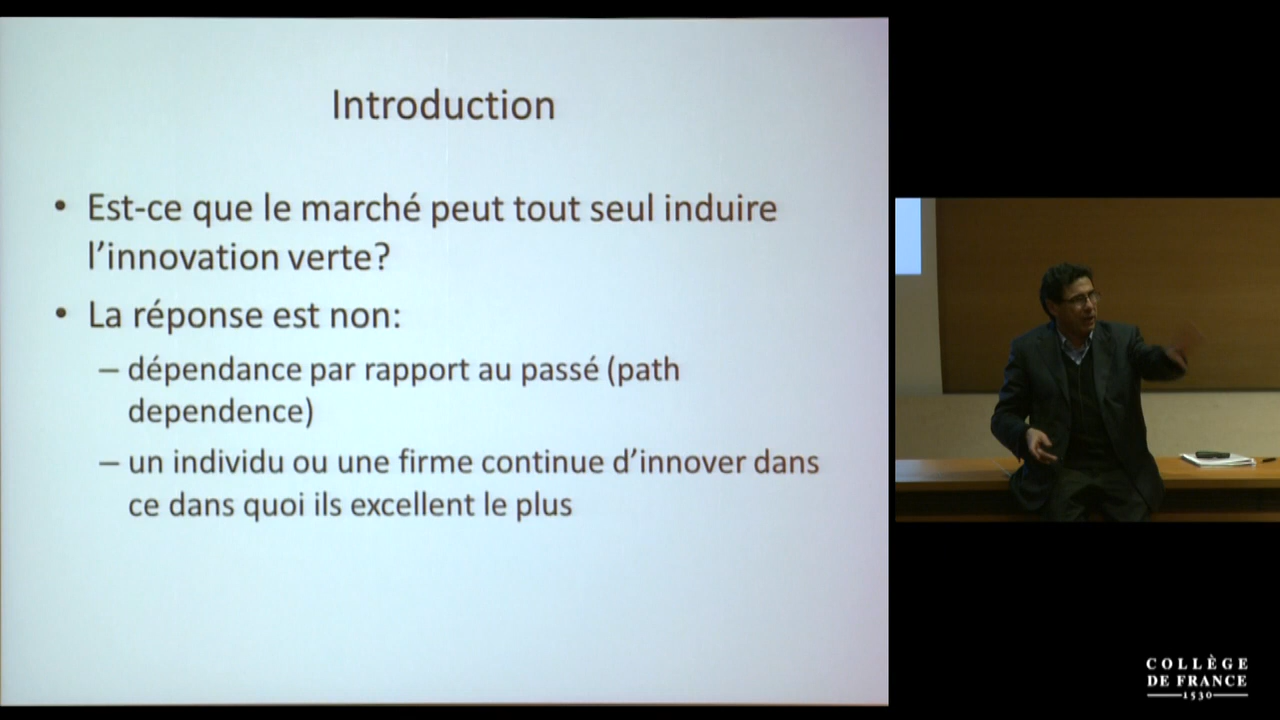 Introduction
• Est-ce que le marché peut tout seul induire
l'innovation verte?
• La réponse est non:
– dépendance par rapport au passé (path
dependence)
– un individu ou une firme continue d'innover dans
ce dans quoi ils excellent le plus
COLLÈGE
DE FRANCE
1530